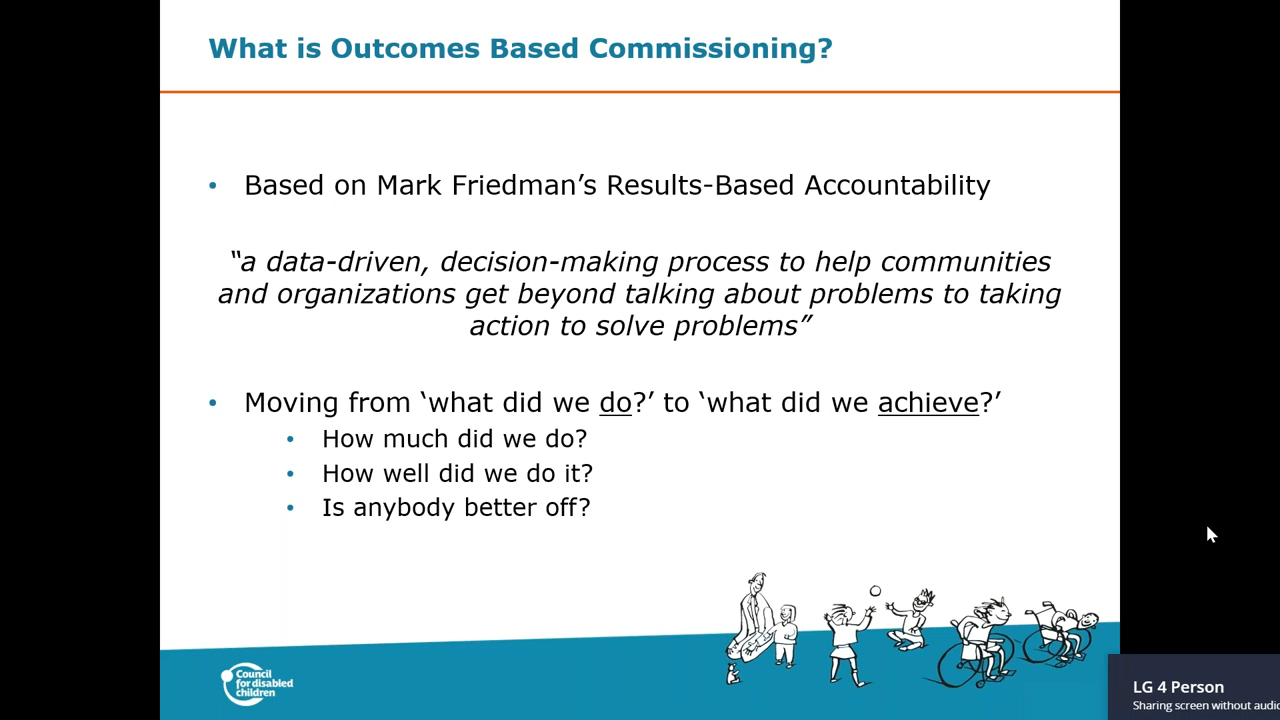 What is Outcomes Based Commissioning?
• Based on Mark Friedman’s Results-Based Accountability
“a data-driven, decision-making process to help communities
and organizations get beyond talking about problems to taking
action to solve problems”
• Moving from ‘what did we do?’ to ‘what did we achieve?’
• How much did we do?
• How well did we do it?
• Is anybody better off?
Council
for disabled
children
LG 4 Person
Sharing screen without